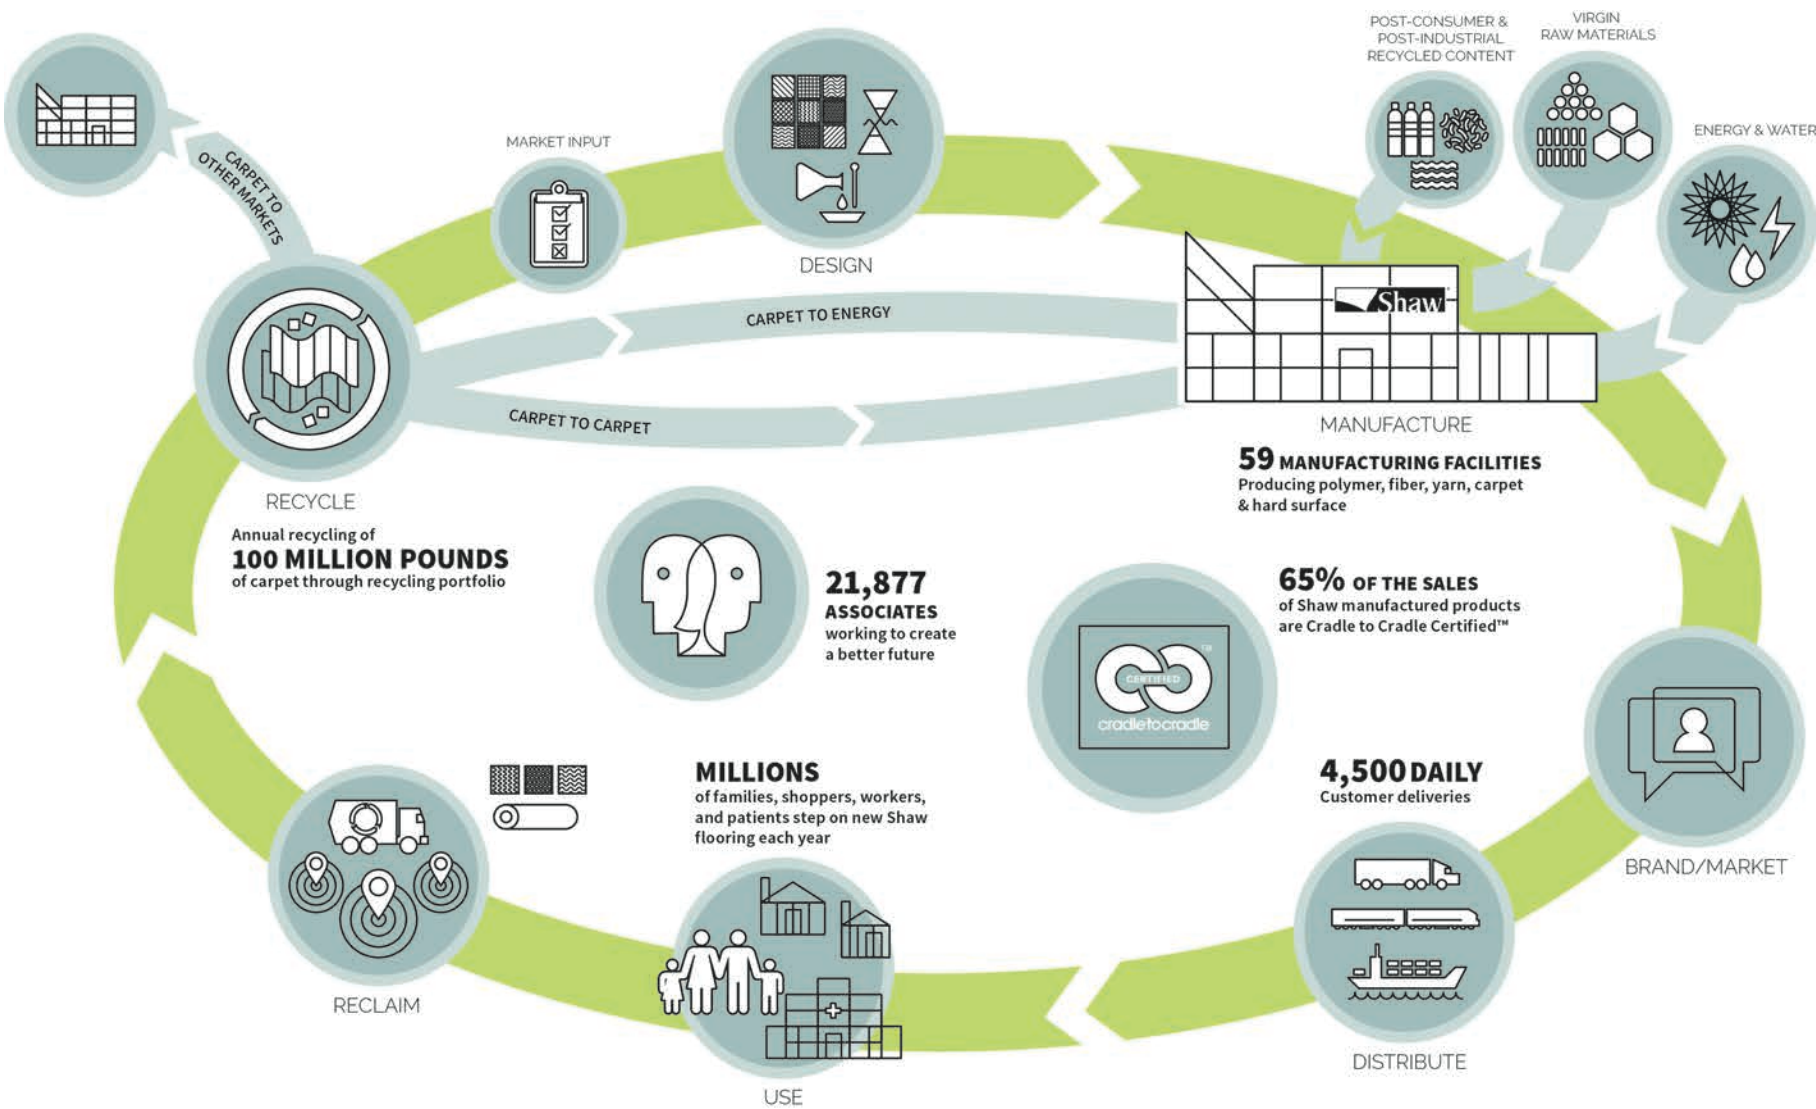 POST-CONSUMER &
POST-INDUSTRIAL
RECYCLED CONTENT
VIRGIN
RAW MATERIALS
ENERGY & WATER
MARKET INPUT
CARPET TO
OTHER MARKETS
DESIGN
CARPET TO ENERGY
Shaw
CARPET TO CARPET
MANUFACTURE
59 MANUFACTURING FACILITIES
Producing polymer, fiber, yarn, carpet
& hard surface
RECYCLE
Annual recycling of
100 MILLION POUNDS
of carpet through recycling portfolio
21,877
ASSOCIATES
working to create
a better future
65% OF THE SALES
of Shaw manufactured products
are Cradle to Cradle Certified™
TM
CERTIFIED
cradletocradle
MILLIONS
of families, shoppers, workers,
and patients step on new Shaw
flooring each year
4,500 DAILY
Customer deliveries
BRAND/MARKET
RECLAIM
DISTRIBUTE
USE